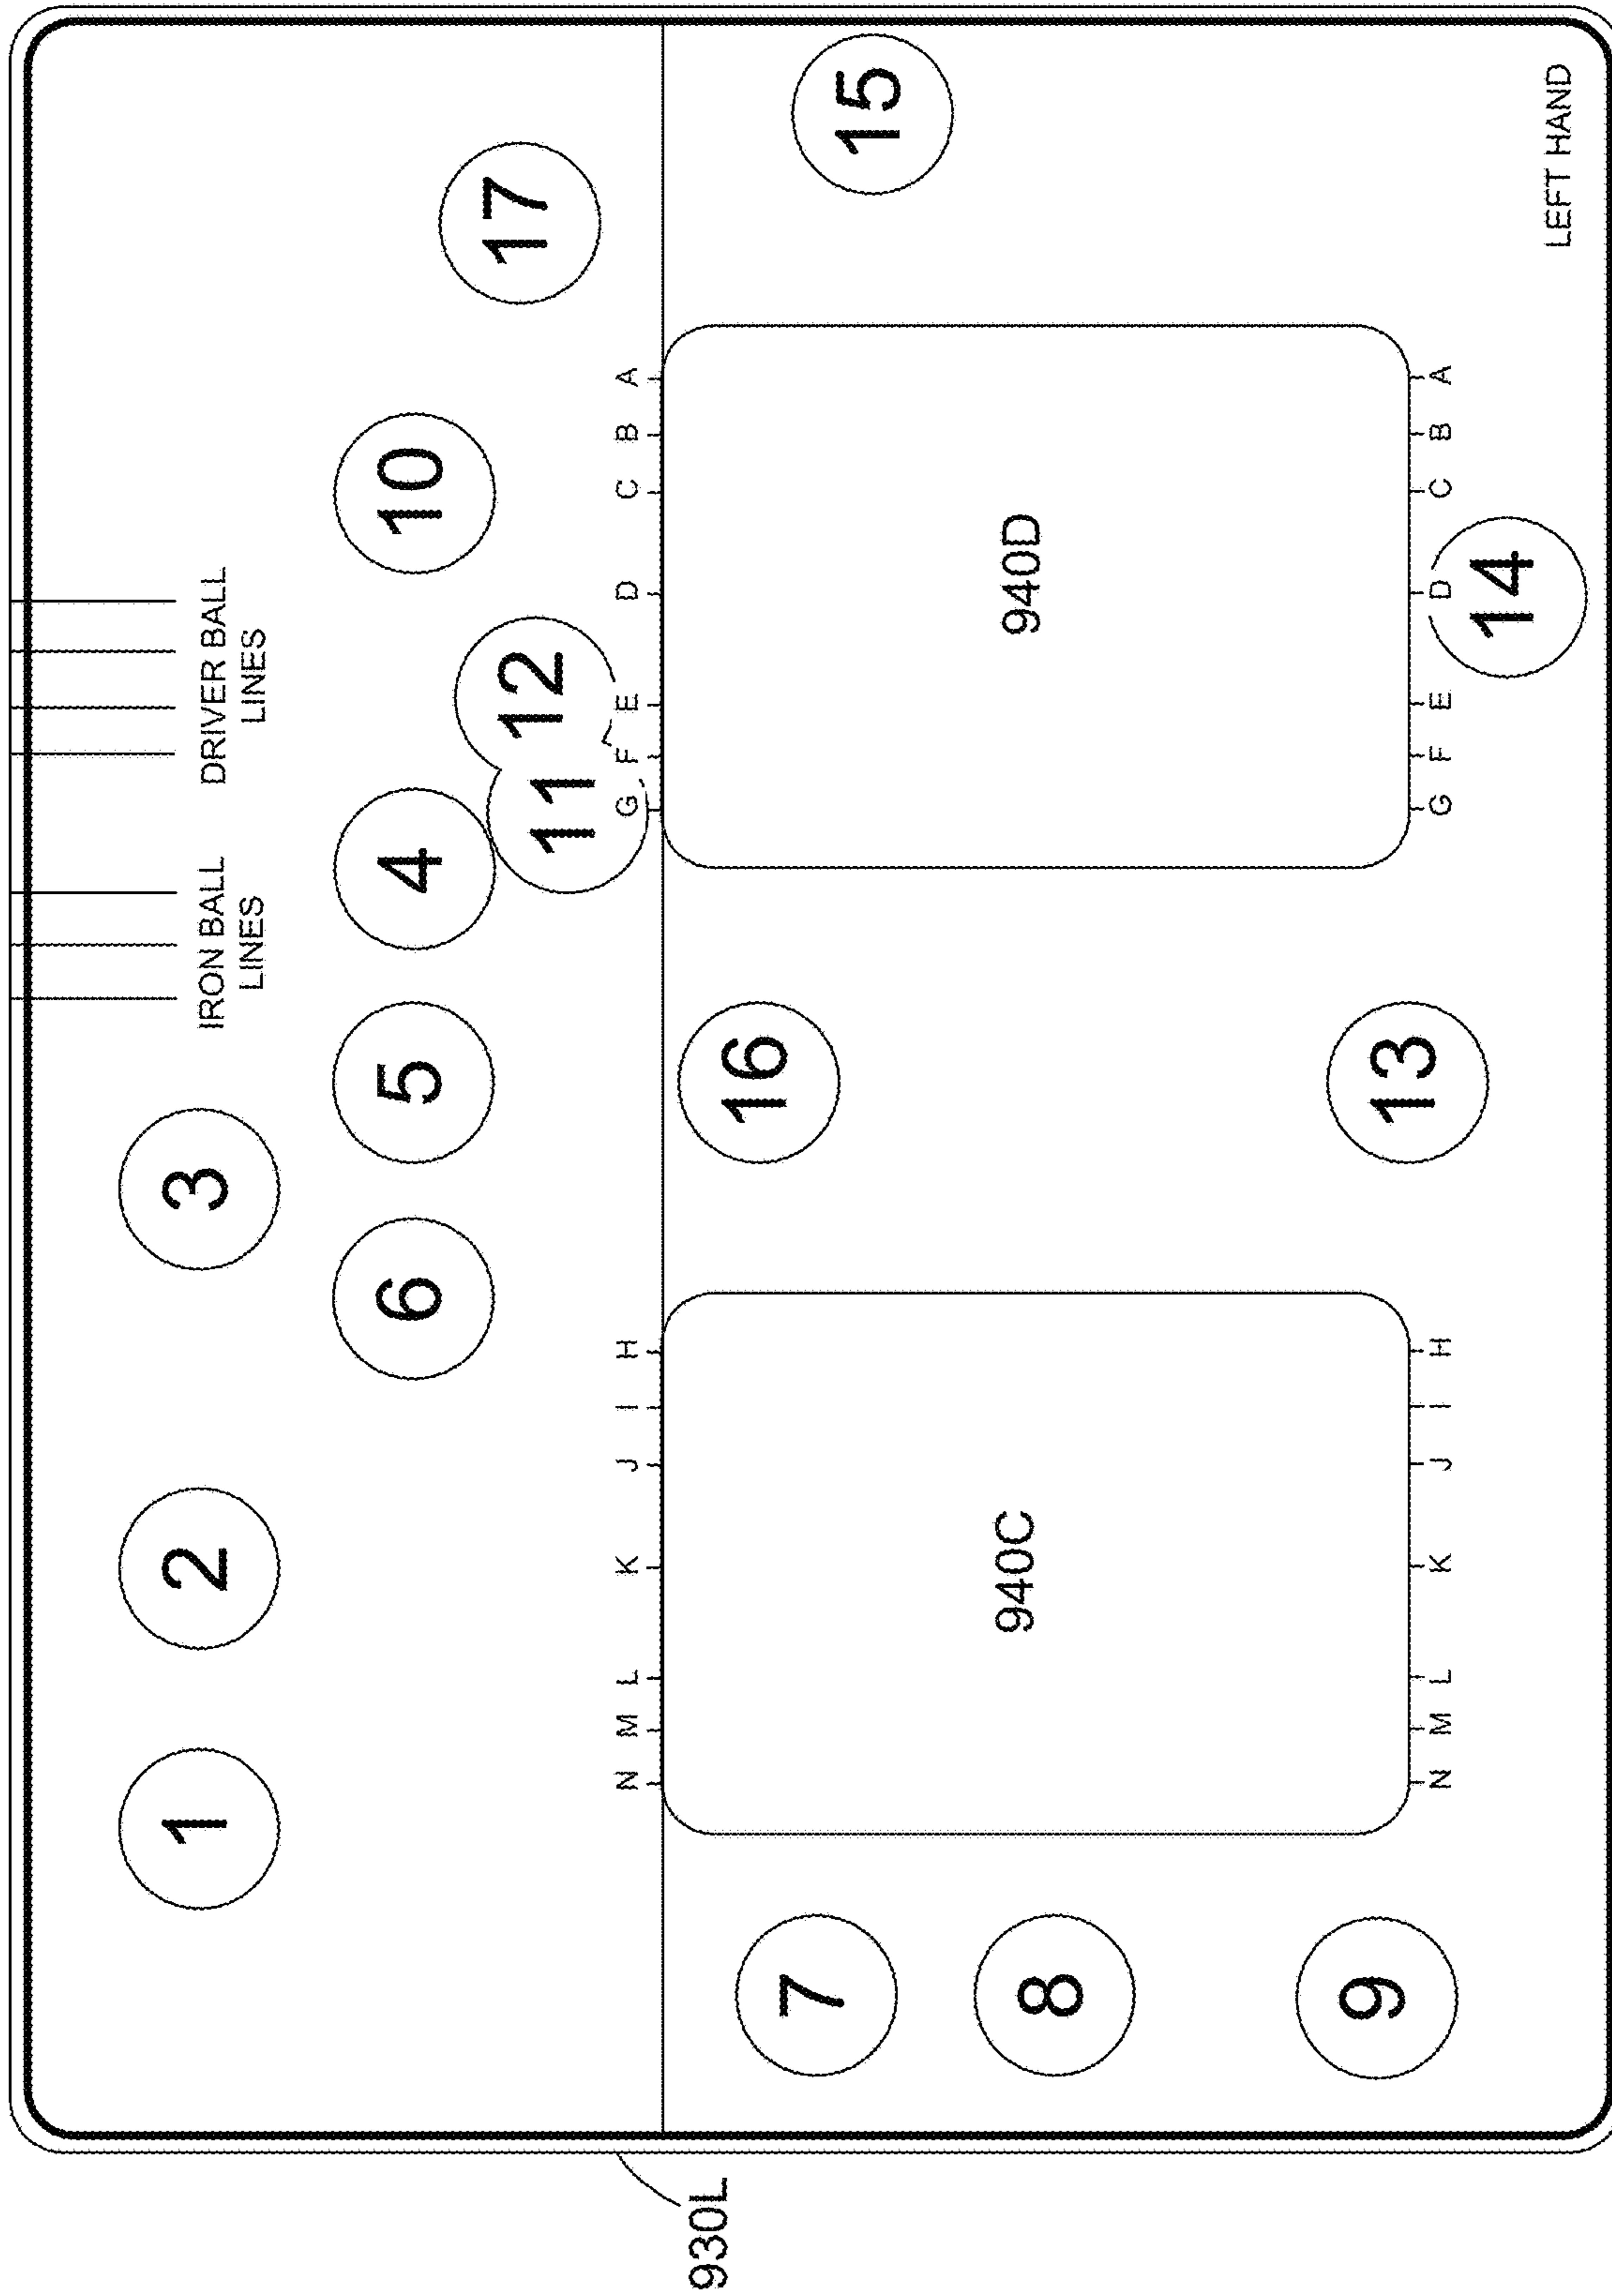 1 2 3 IRON BALL DRIVER BALL
LINES LINES
6 5 4 10
17
12
11
N M L K J I H G F E D C B A
930L
16
7
15
940C 940D
8
9 13
N M L K J I H G F E D C B A
14
LEFT HAND